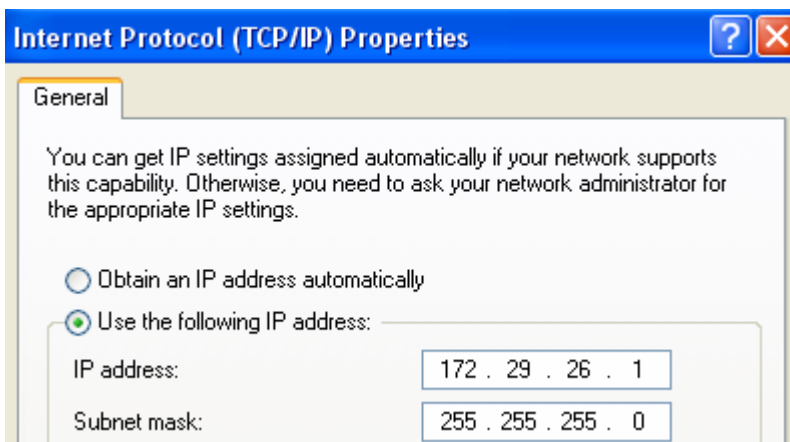 Internet Protocol (TCP/IP) Properties
General
You can get IP settings assigned automatically if your network supports
this capability. Otherwise, you need to ask your network administrator for
the appropriate IP settings.
Obtain an IP address automatically
Use the following IP address:
IP address: 172 . 29 . 26 . 1
Subnet mask: 255 . 255 . 255 . 0